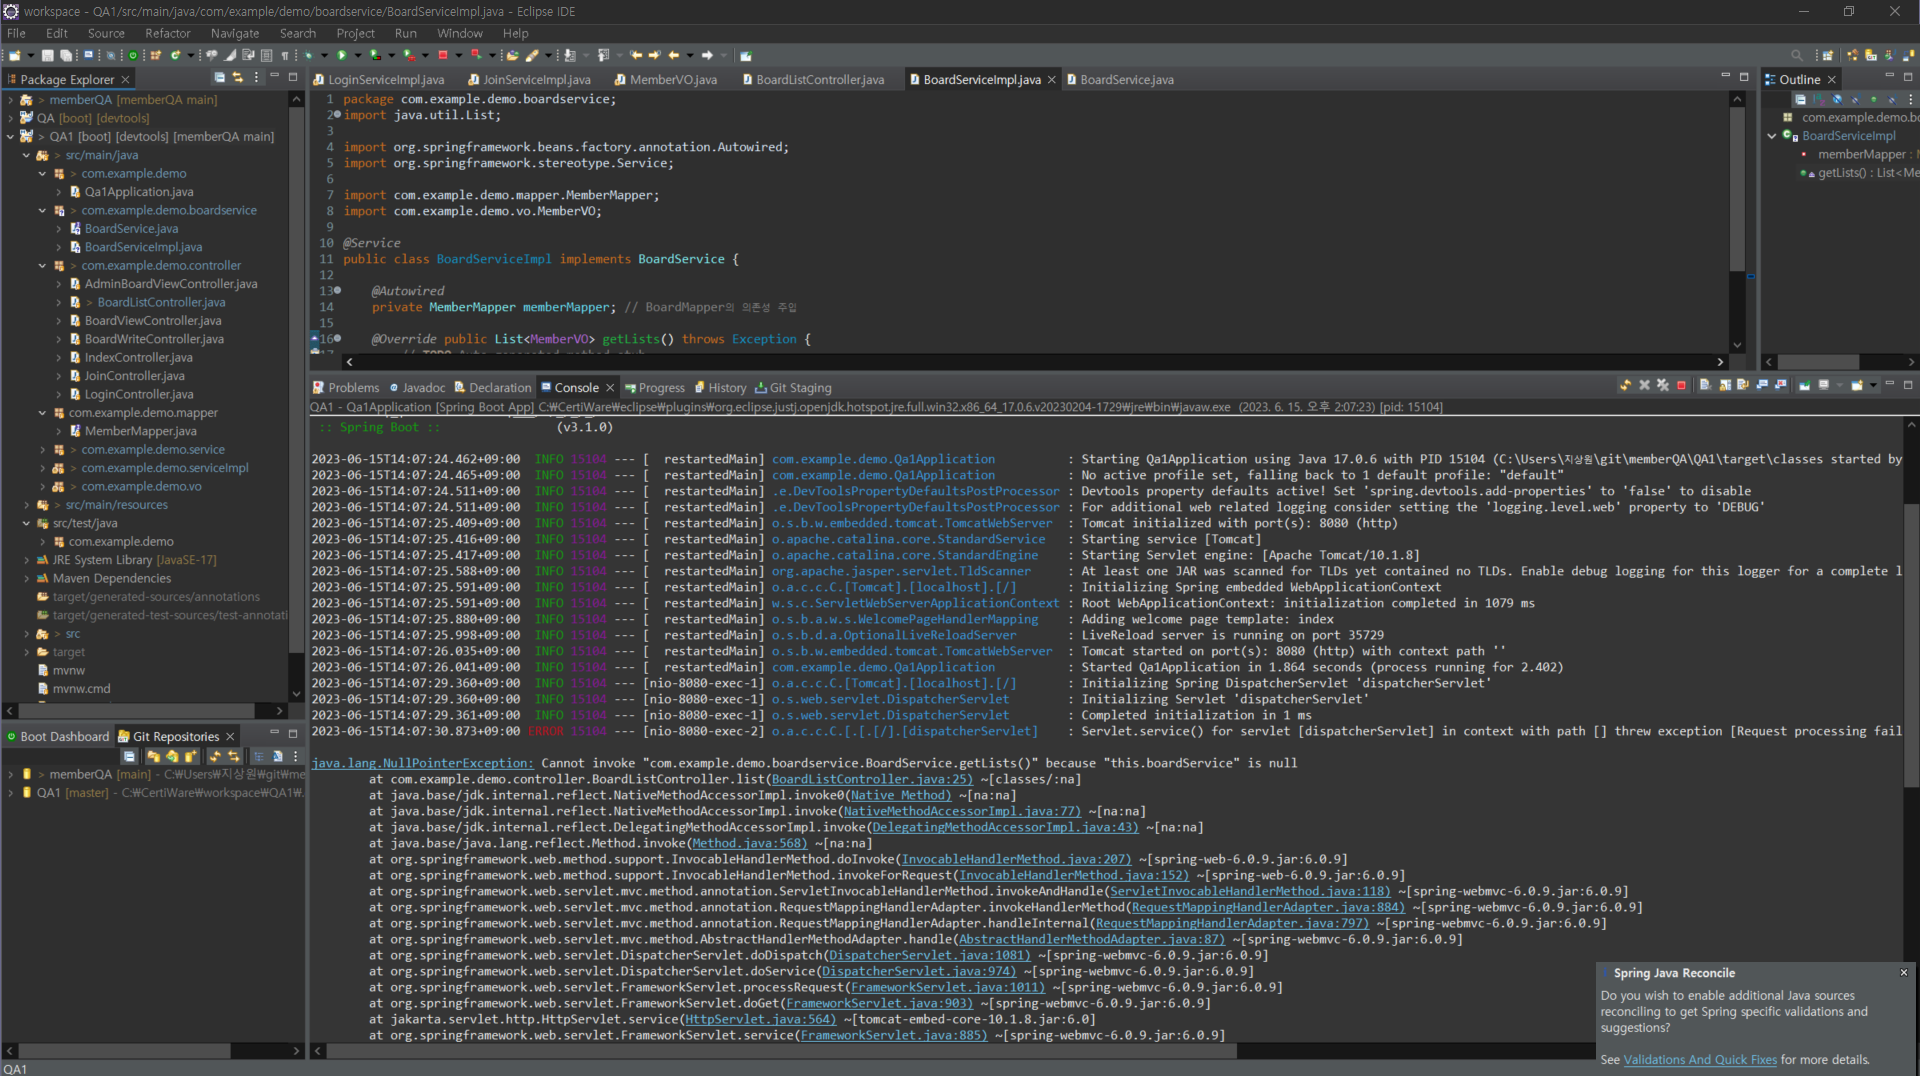 workspace - QA1/src/main/java/com/example/demo/boardservice/BoardServiceImpl.java - Eclipse IDE
File Edit Source Refactor Navigate Search Project Run Window Help
Package Explorer
> memberQA [memberQA main]
QA [boot] [devtools]
> QA1 [boot] [devtools] [memberQA main]
> src/main/java
> com.example.demo
Qa1Application.java
> com.example.demo.boardservice
BoardService.java
BoardServiceImpl.java
> com.example.demo.controller
AdminBoardViewController.java
> BoardListController.java
BoardViewController.java
BoardWriteController.java
IndexController.java
JoinController.java
LoginController.java
com.example.demo.mapper
MemberMapper.java
> com.example.demo.service
> com.example.demo.serviceImpl
> com.example.demo.vo
> src/main/resources
src/test/java
com.example.demo
JRE System Library [JavaSE-17]
Maven Dependencies
target/generated-sources/annotations
target/generated-test-sources/test-annotati
> src
target
mvnw
mvnw.cmd
Boot Dashboard Git Repositories
> memberQA [main] - C:₩Users₩지상원₩git₩me
QA1 [master] - C:₩CertiWare₩workspace₩QA1₩.
QA1
LoginServiceImpl.java JoinServiceImpl.java MemberVO.java BoardListController.java BoardServiceImpl.java BoardService.java
1 package com.example.demo.boardservice;
2 import java.util.List;
3
4 import org.springframework.beans.factory.annotation.Autowired;
5 import org.springframework.stereotype.Service;
6
7 import com.example.demo.mapper.MemberMapper;
8 import com.example.demo.vo.MemberVO;
9
10 @Service
11 public class BoardServiceImpl implements BoardService {
12
13 @Autowired
14 private MemberMapper memberMapper; // BoardMapper의 의존성 주입
15
16 @Override public List<MemberVO> getLists() throws Exception {
17 // TODO Auto-generated method stub
Outline
com.example.demo.bo
BoardServiceImpl
memberMapper : M
getLists() : List<Me
Problems Javadoc Declaration Console Progress History Git Staging
QA1 - Qa1Application [Spring Boot App] C:₩CertiWare₩eclipse₩plugins₩org.eclipse.justj.openjdk.hotspot.jre.full.win32.x86_64_17.0.6.v20230204-1729₩jre₩bin₩javaw.exe (2023. 6. 15. 오후 2:07:23) [pid: 15104]
:: Spring Boot :: (v3.1.0)
2023-06-15T14:07:24.462+09:00 INFO 15104 --- [ restartedMain] com.example.demo.Qa1Application : Starting Qa1Application using Java 17.0.6 with PID 15104 (C:\Users\지상원\git\memberQA\QA1\target\classes started by
2023-06-15T14:07:24.465+09:00 INFO 15104 --- [ restartedMain] com.example.demo.Qa1Application : No active profile set, falling back to 1 default profile: "default"
2023-06-15T14:07:24.511+09:00 INFO 15104 --- [ restartedMain] .e.DevToolsPropertyDefaultsPostProcessor : Devtools property defaults active! Set 'spring.devtools.add-properties' to 'false' to disable
2023-06-15T14:07:24.511+09:00 INFO 15104 --- [ restartedMain] .e.DevToolsPropertyDefaultsPostProcessor : For additional web related logging consider setting the 'logging.level.web' property to 'DEBUG'
2023-06-15T14:07:25.409+09:00 INFO 15104 --- [ restartedMain] o.s.b.w.embedded.tomcat.TomcatWebServer : Tomcat initialized with port(s): 8080 (http)
2023-06-15T14:07:25.416+09:00 INFO 15104 --- [ restartedMain] o.apache.catalina.core.StandardService : Starting service [Tomcat]
2023-06-15T14:07:25.417+09:00 INFO 15104 --- [ restartedMain] o.apache.catalina.core.StandardEngine : Starting Servlet engine: [Apache Tomcat/10.1.8]
2023-06-15T14:07:25.588+09:00 INFO 15104 --- [ restartedMain] org.apache.jasper.servlet.TldScanner : At least one JAR was scanned for TLDs yet contained no TLDs. Enable debug logging for this logger for a complete l
2023-06-15T14:07:25.591+09:00 INFO 15104 --- [ restartedMain] o.a.c.c.C.[Tomcat].[localhost].[/] : Initializing Spring embedded WebApplicationContext
2023-06-15T14:07:25.591+09:00 INFO 15104 --- [ restartedMain] w.s.c.ServletWebServerApplicationContext : Root WebApplicationContext: initialization completed in 1079 ms
2023-06-15T14:07:25.880+09:00 INFO 15104 --- [ restartedMain] o.s.b.a.w.s.WelcomePageHandlerMapping : Adding welcome page template: index
2023-06-15T14:07:25.998+09:00 INFO 15104 --- [ restartedMain] o.s.b.d.a.OptionalLiveReloadServer : LiveReload server is running on port 35729
2023-06-15T14:07:26.035+09:00 INFO 15104 --- [ restartedMain] o.s.b.w.embedded.tomcat.TomcatWebServer : Tomcat started on port(s): 8080 (http) with context path ''
2023-06-15T14:07:26.041+09:00 INFO 15104 --- [ restartedMain] com.example.demo.Qa1Application : Started Qa1Application in 1.864 seconds (process running for 2.402)
2023-06-15T14:07:29.360+09:00 INFO 15104 --- [nio-8080-exec-1] o.a.c.c.C.[Tomcat].[localhost].[/] : Initializing Spring DispatcherServlet 'dispatcherServlet'
2023-06-15T14:07:29.360+09:00 INFO 15104 --- [nio-8080-exec-1] o.s.web.servlet.DispatcherServlet : Initializing Servlet 'dispatcherServlet'
2023-06-15T14:07:29.361+09:00 INFO 15104 --- [nio-8080-exec-1] o.s.web.servlet.DispatcherServlet : Completed initialization in 1 ms
2023-06-15T14:07:30.873+09:00 ERROR 15104 --- [nio-8080-exec-2] o.a.c.c.C.[.[.[/].[dispatcherServlet] : Servlet.service() for servlet [dispatcherServlet] in context with path [] threw exception [Request processing fail
java.lang.NullPointerException: Cannot invoke "com.example.demo.boardservice.BoardService.getLists()" because "this.boardService" is null
at com.example.demo.controller.BoardListController.list(BoardListController.java:25) ~[classes/:na]
at java.base/jdk.internal.reflect.NativeMethodAccessorImpl.invoke0(Native Method) ~[na:na]
at java.base/jdk.internal.reflect.NativeMethodAccessorImpl.invoke(NativeMethodAccessorImpl.java:77) ~[na:na]
at java.base/jdk.internal.reflect.DelegatingMethodAccessorImpl.invoke(DelegatingMethodAccessorImpl.java:43) ~[na:na]
at java.base/java.lang.reflect.Method.invoke(Method.java:568) ~[na:na]
at org.springframework.web.method.support.InvocableHandlerMethod.doInvoke(InvocableHandlerMethod.java:207) ~[spring-web-6.0.9.jar:6.0.9]
at org.springframework.web.method.support.InvocableHandlerMethod.invokeForRequest(InvocableHandlerMethod.java:152) ~[spring-web-6.0.9.jar:6.0.9]
at org.springframework.web.servlet.mvc.method.annotation.ServletInvocableHandlerMethod.invokeAndHandle(ServletInvocableHandlerMethod.java:118) ~[spring-webmvc-6.0.9.jar:6.0.9]
at org.springframework.web.servlet.mvc.method.annotation.RequestMappingHandlerAdapter.invokeHandlerMethod(RequestMappingHandlerAdapter.java:884) ~[spring-webmvc-6.0.9.jar:6.0.9]
at org.springframework.web.servlet.mvc.method.annotation.RequestMappingHandlerAdapter.handleInternal(RequestMappingHandlerAdapter.java:797) ~[spring-webmvc-6.0.9.jar:6.0.9]
at org.springframework.web.servlet.mvc.method.AbstractHandlerMethodAdapter.handle(AbstractHandlerMethodAdapter.java:87) ~[spring-webmvc-6.0.9.jar:6.0.9]
at org.springframework.web.servlet.DispatcherServlet.doDispatch(DispatcherServlet.java:1081) ~[spring-webmvc-6.0.9.jar:6.0.9]
at org.springframework.web.servlet.DispatcherServlet.doService(DispatcherServlet.java:974) ~[spring-webmvc-6.0.9.jar:6.0.9]
at org.springframework.web.servlet.FrameworkServlet.processRequest(FrameworkServlet.java:1011) ~[spring-webmvc-6.0.9.jar:6.0.9]
at org.springframework.web.servlet.FrameworkServlet.doGet(FrameworkServlet.java:903) ~[spring-webmvc-6.0.9.jar:6.0.9]
at jakarta.servlet.http.HttpServlet.service(HttpServlet.java:564) ~[tomcat-embed-core-10.1.8.jar:6.0]
at org.springframework.web.servlet.FrameworkServlet.service(FrameworkServlet.java:885) ~[spring-webmvc-6.0.9.jar:6.0.9]
Spring Java Reconcile
Do you wish to enable additional Java sources
reconciling to get Spring specific validations and
suggestions?
See Validations And Quick Fixes for more details.